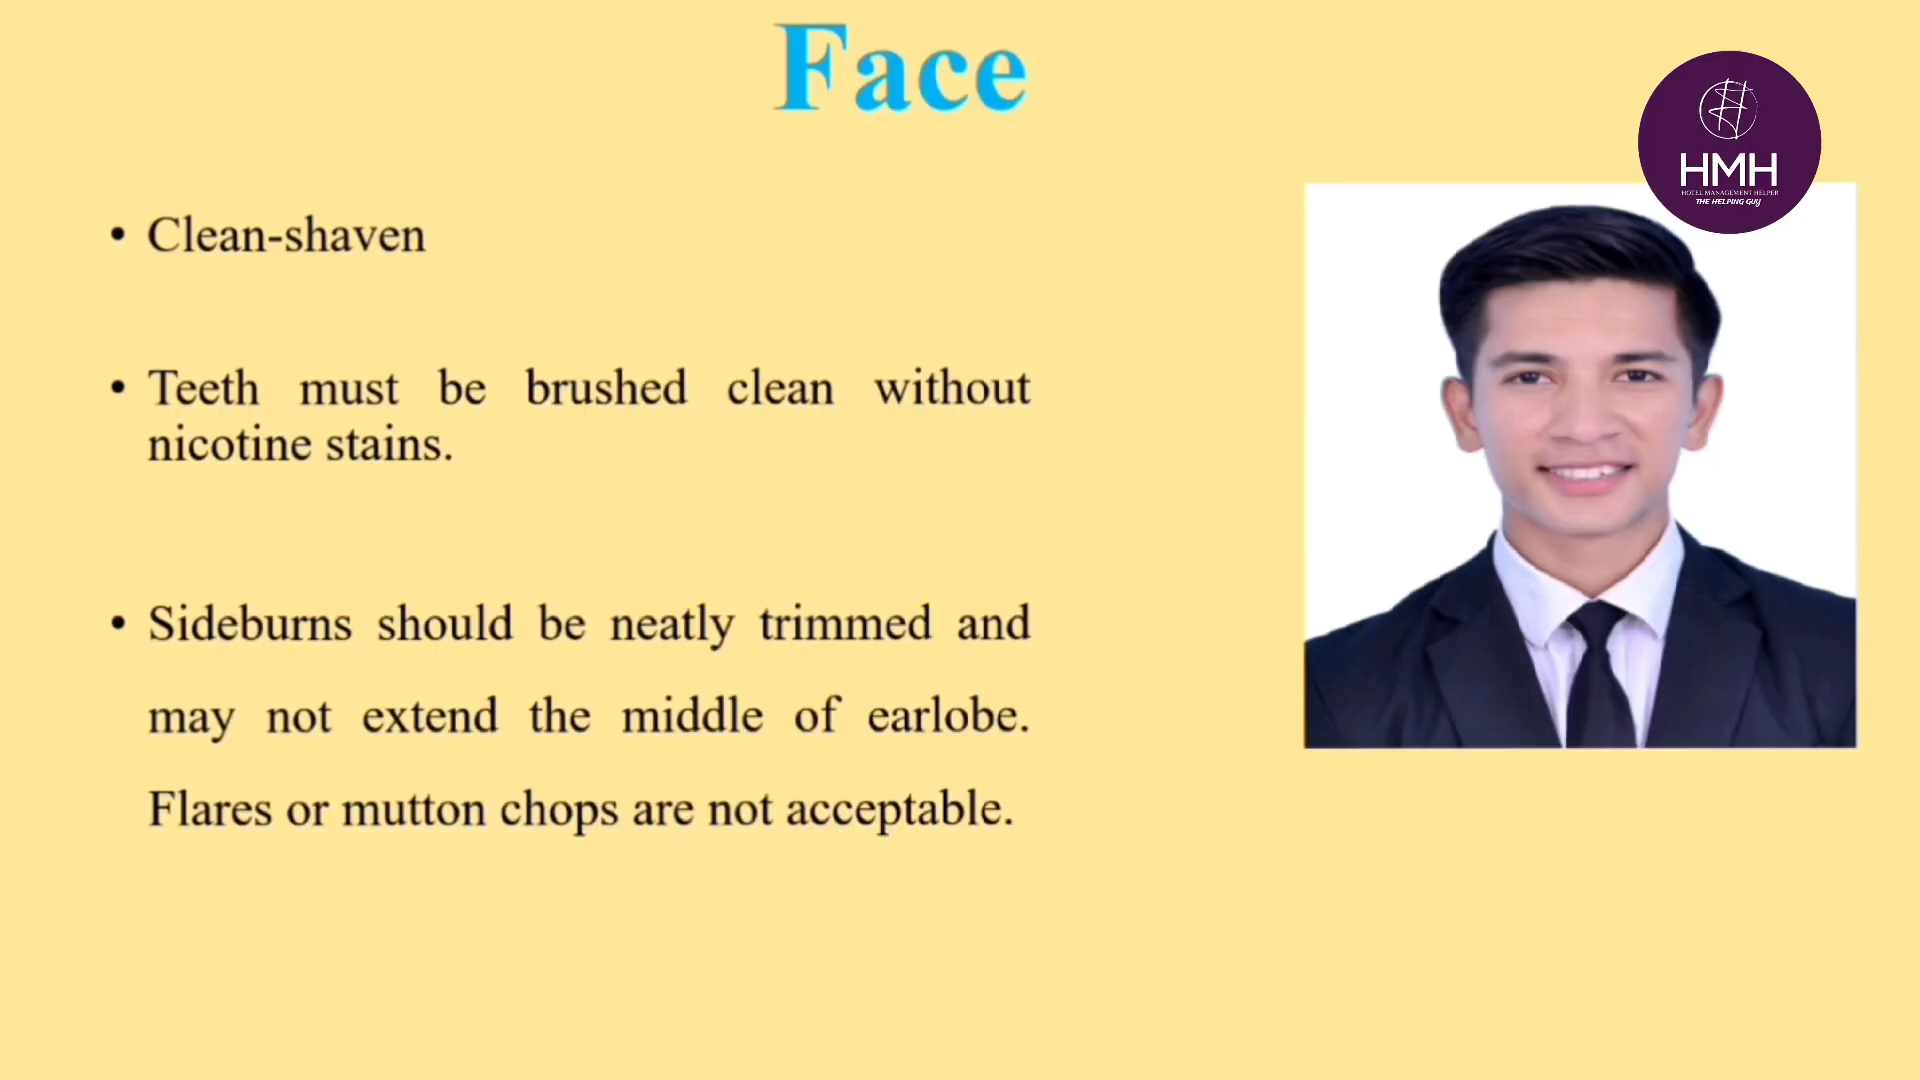 Face
HMH
HOTEL MANAGEMENT HELPER
THE HELPING GUY
• Clean-shaven
• Teeth must be brushed clean without
nicotine stains.
• Sideburns should be neatly trimmed and
may not extend the middle of earlobe.
Flares or mutton chops are not acceptable.